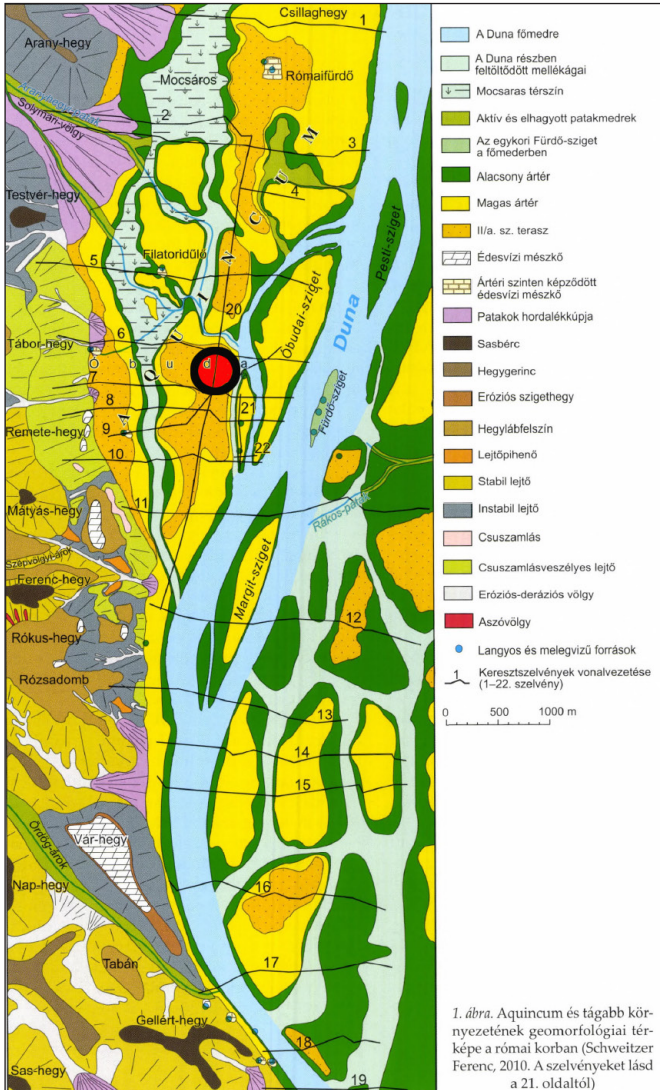 Csillaghegy
1
Arany-hegy
Rómaifürdő
Mocsáros
Aranyhegyi-patak
Solymári-völgy
2
3
Testvér-hegy
4
5
Filatoridűlő
20
A Q U I N C U M
Pesti-sziget
Óbudai-sziget
Duna
6
Tábor-hegy
Ó b u d a
7
8
21
Fürdő-sziget
Remete-hegy
9
22
10
11
Rákos-patak
Mátyás-hegy
Szépvölgyi-árok
Ferenc-hegy
Margit-sziget
12
Rókus-hegy
Rózsadomb
13
14
15
Ördög-árok
Vár-hegy
Nap-hegy
16
Tabán
17
Gellért-hegy
18
Sas-hegy
19
A Duna főmedre
A Duna részben
feltöltődött mellékágai
Mocsaras térszín
Aktív és elhagyott patakmedrek
Az egykori Fürdő-sziget
a főmederben
Alacsony ártér
Magas ártér
II/a. sz. terasz
Édesvízi mészkő
Ártéri szinten képződött
édesvízi mészkő
Patakok hordalékkúpja
Sasbérc
Hegygerinc
Eróziós szigethegy
Hegylábfelszín
Lejtőpihenő
Stabil lejtő
Instabil lejtő
Csuszamlás
Csuszamlásveszélyes lejtő
Eróziós-deráziós völgy
Aszóvölgy
Langyos és melegvizű források
1 Keresztszelvények vonalvezetése
(1–22. szelvény)
0 500 1000 m
1. ábra. Aquincum és tágabb kör-
nyezetének geomorfológiai tér-
képe a római korban (Schweitzer
Ferenc, 2010. A szelvényeket lásd
a 21. oldaltól)